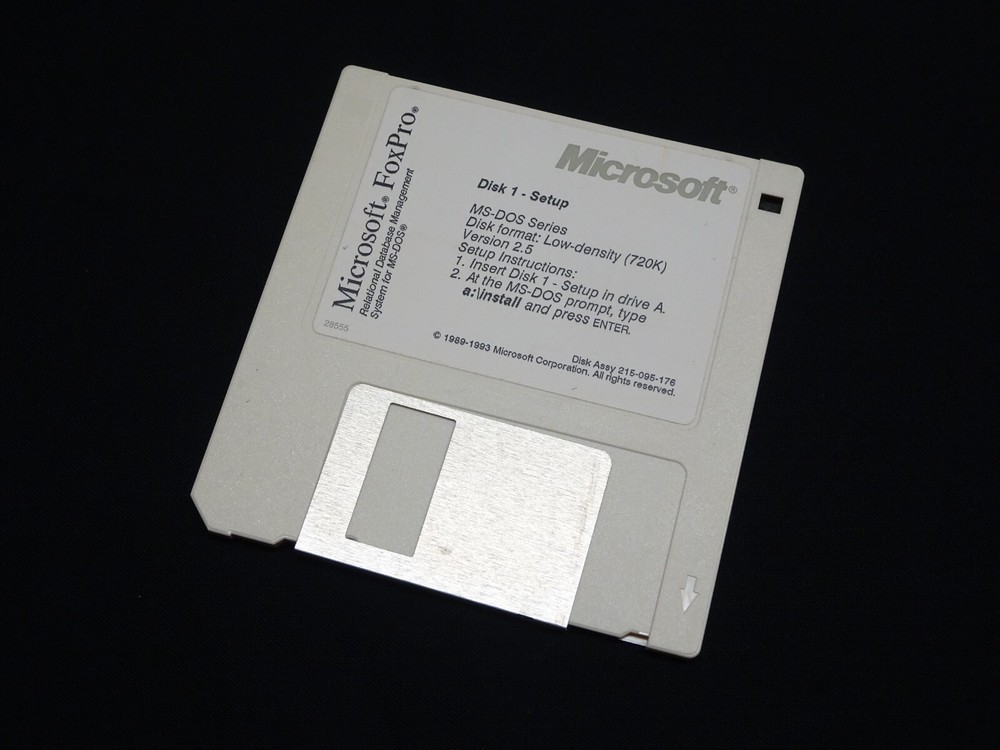 Microsoft® FoxPro®
Relational Database Management
System for MS-DOS®
28555
Microsoft®
Disk 1 - Setup
MS-DOS Series
Disk format: Low-density (720K)
Version 2.5
Setup Instructions:
1. Insert Disk 1 - Setup in drive A.
2. At the MS-DOS prompt, type
a:\install and press ENTER.
Disk Assy 215-095-176
© 1989-1993 Microsoft Corporation. All rights reserved.